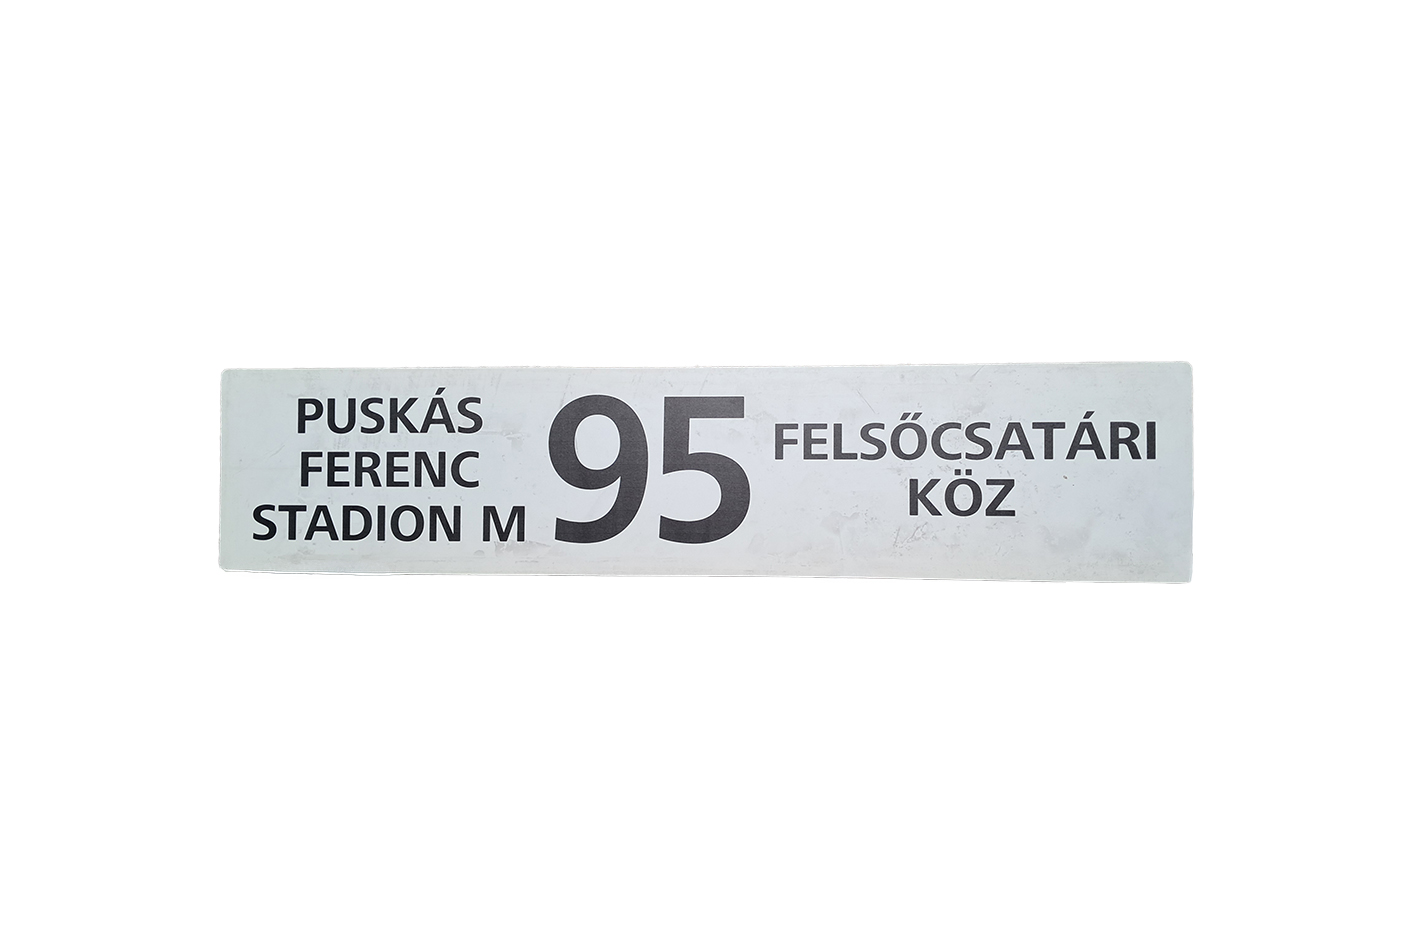 PUSKÁS
FERENC
STADION M
95
FELSŐCSATÁRI
KÖZ